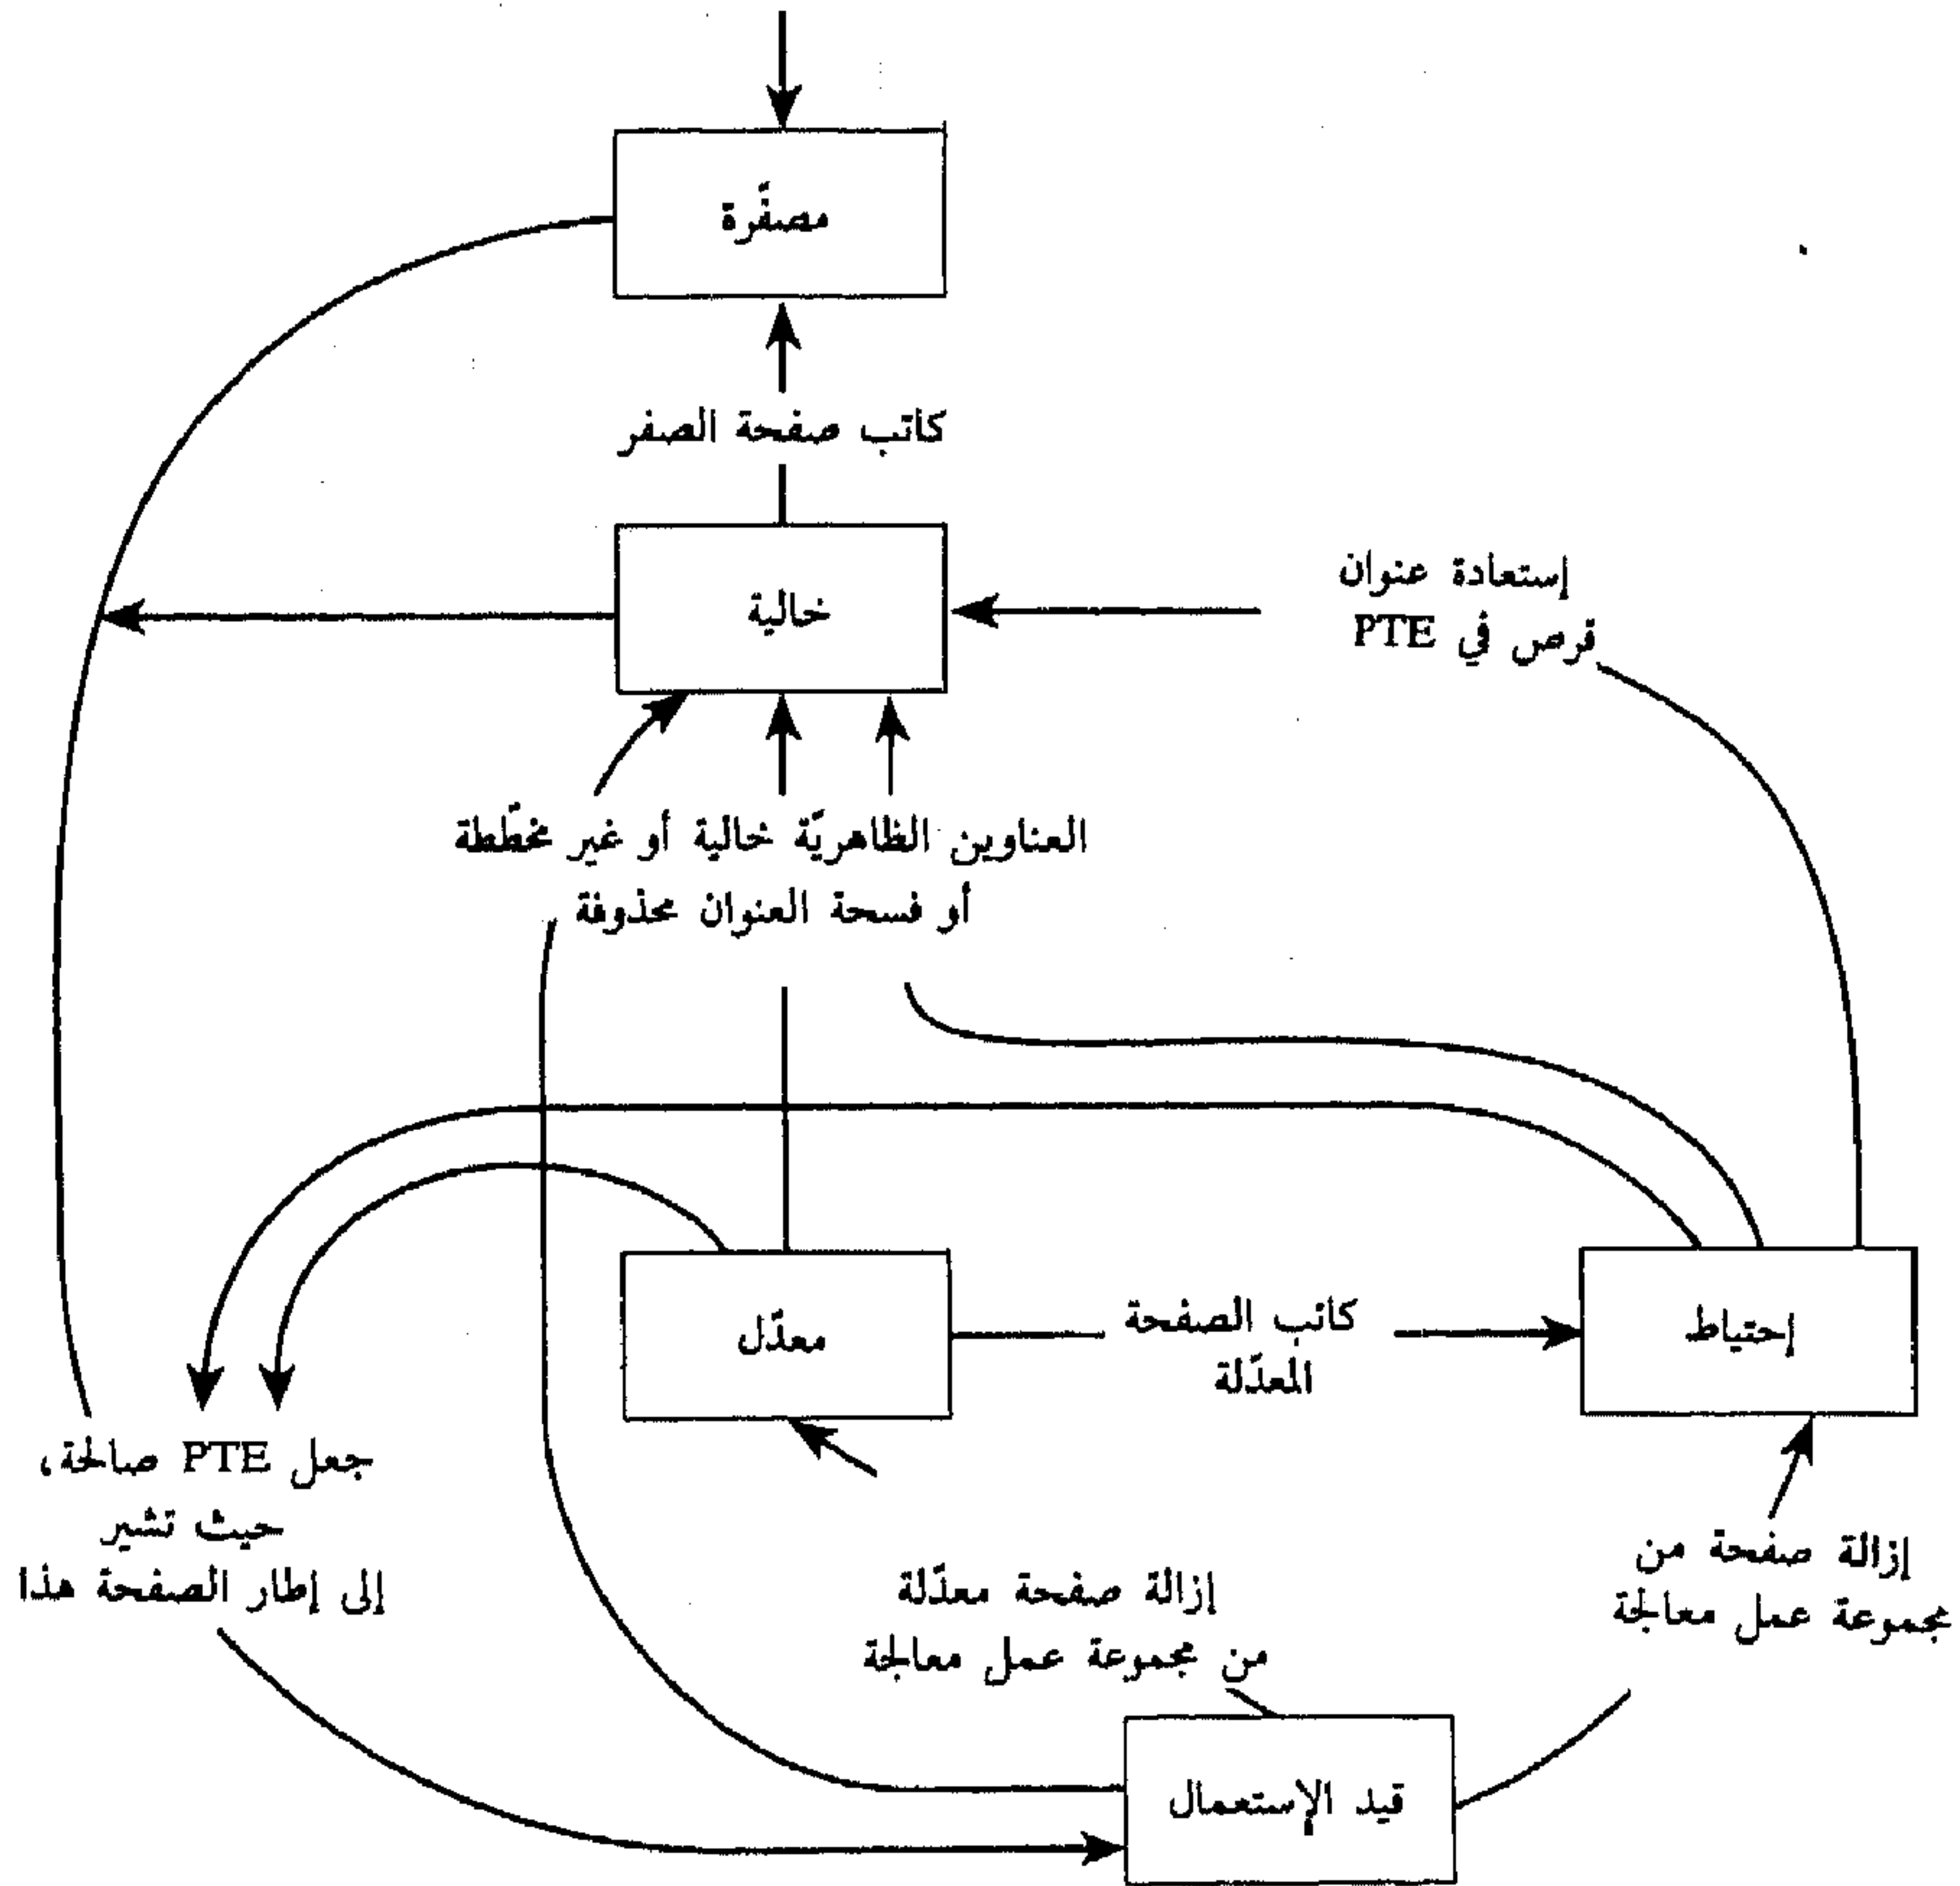 مصفّرة
كاتب صفحة الصفر
خالية
إستعادة عنوان
قرص في PTE
العناوين الظاهريّة خالية أو غير مخطّطة
أو فسحة العنوان محذوفة
معدّل
كاتب الصفحة
المعدّلة
إحتياط
جعل PTE صالحة،
حيث تشير
إلى إطار الصفحة هذا
إزالة صفحة معدّلة
من مجموعة عمل معالجة
إزالة صفحة من
مجموعة عمل معالجة
قيد الإستعمال